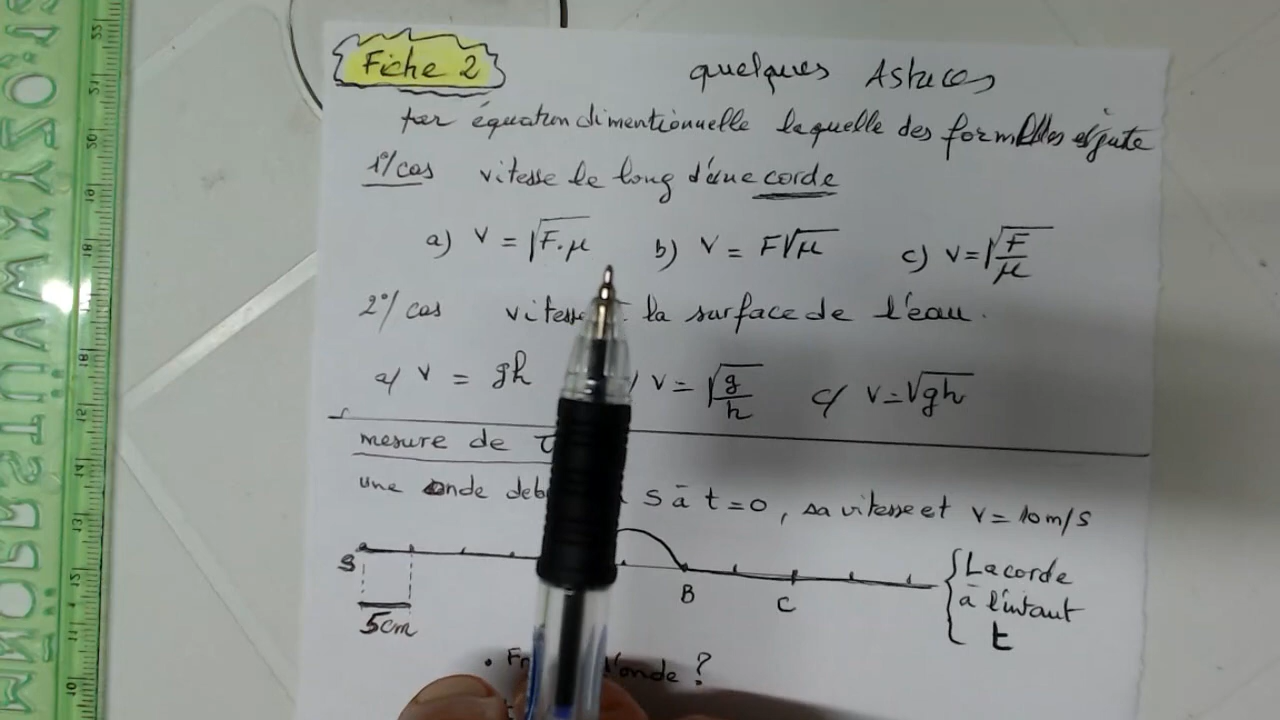 Fiche 2
quelques Astuces
par équation dimentionnelle laquelle des formules est juste
1°/cas vitesse le long d'une corde
a) V = √F.μ b) V = F√μ c) V = √F/μ
2°/cas vitesse la surface de l'eau.
a/ V = gh / V = √g/h c/ V = √gh
mesure de τ
une onde S à t = 0, sa vitesse et V = 10 m/s
S
B
C
La corde
à l'intant
t
5cm
l'onde ?